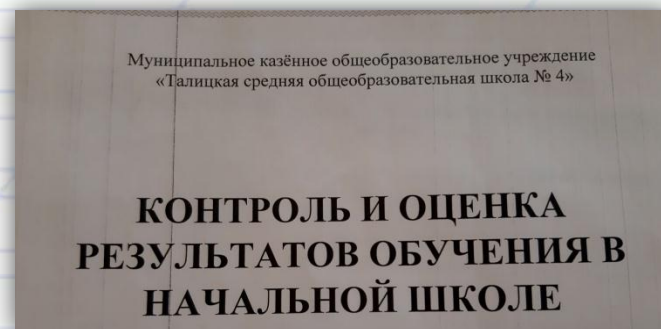 Муниципальное казённое общеобразовательное учреждение
«Талицкая средняя общеобразовательная школа № 4»
КОНТРОЛЬ И ОЦЕНКА
РЕЗУЛЬТАТОВ ОБУЧЕНИЯ В
НАЧАЛЬНОЙ ШКОЛЕ